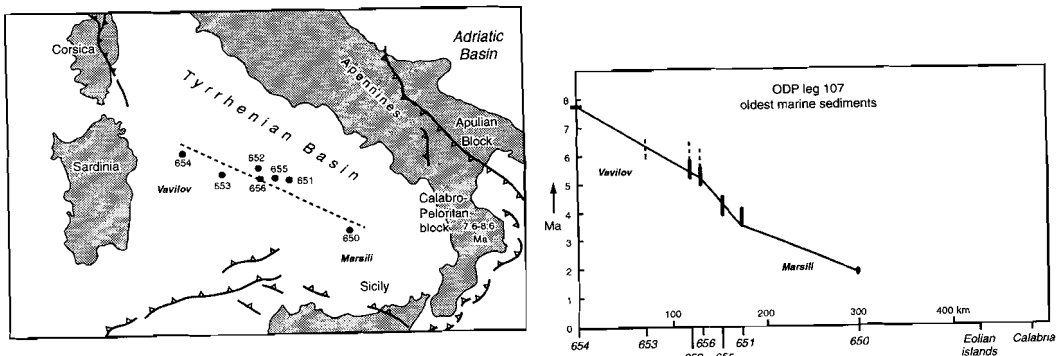 Corsica
Adriatic
Basin
Tyrrhenian Basin
Apennines
Apulian
Block
Sardinia
654
652
655
Vavilov
653
656
651
Calabro-
Peloritan
block
7·6-8:6
Ma
650
Marsili
Sicily
ODP leg 107
oldest marine sediments
8
7
6
5
Ma
4
3
2
1
0
Vavilov
Marsili
100
200
300
400 km
654
653
656
651
650
Eolian
islands
Calabria